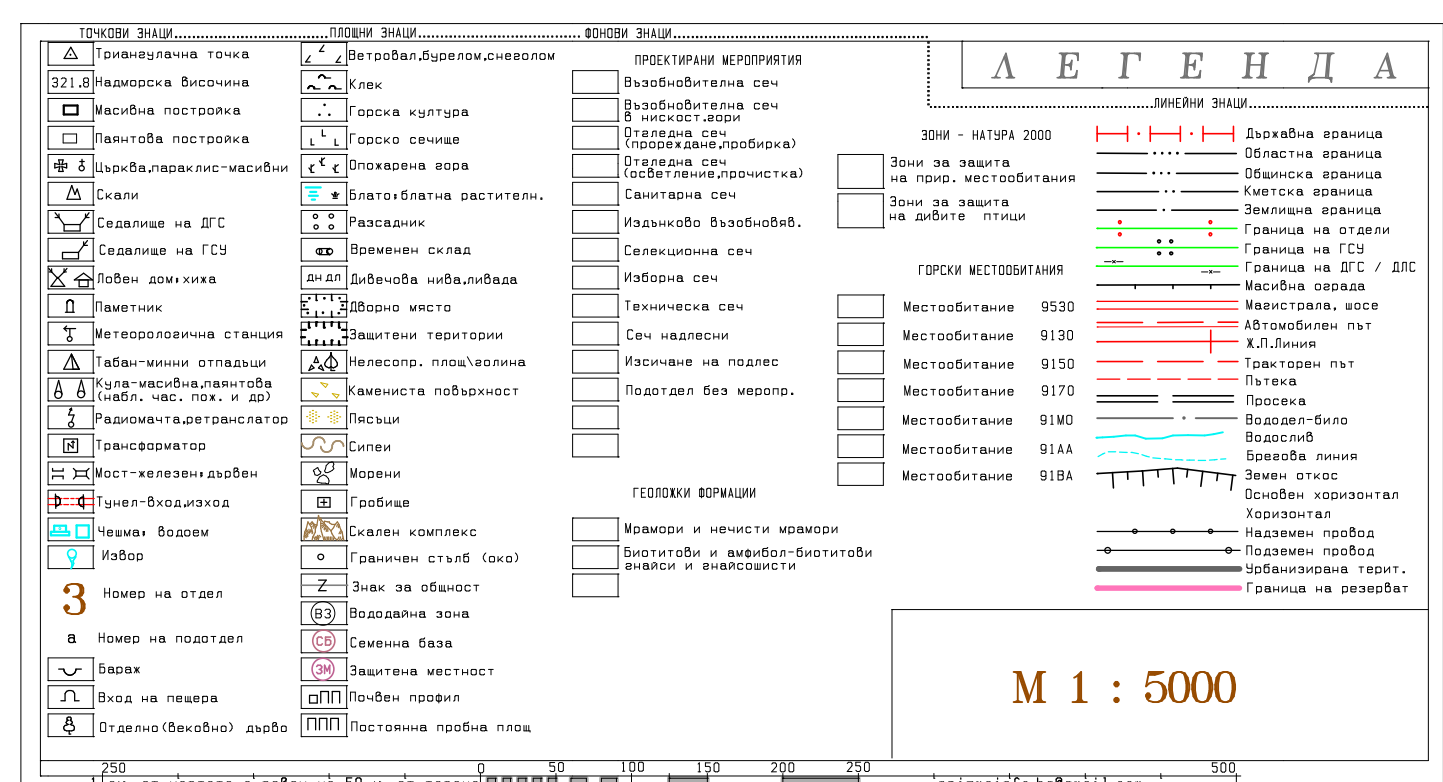 ТОЧКОВИ ЗНАЦИ
ПЛОЩНИ ЗНАЦИ
ФОНОВИ ЗНАЦИ
ЛЕГЕНДА
Триангулачна точка
321.8 Надморска височина
Масивна постройка
Паянтова постройка
Църква,параклис-масивни
Скали
Седалище на ДГС
Седалище на ГСУ
Ловен дом,хижа
Паметник
Метеорологична станция
Табан-минни отпадъци
Кула-масивна,паянтова
(набл. час. пож. и др)
Радиомачта,ретранслатор
Трансформатор
Мост-железен,дървен
Тунел-вход,изход
Чешма, водоем
Извор
3 Номер на отдел
а Номер на подотдел
Бараж
Вход на пещера
Отделно(вековно) дърво
Ветровал,бурелом,снеголом
Клек
Горска култура
Горско сечище
Опожарена гора
Блато,блатна растителн.
Разсадник
Временен склад
ДН ДЛ Дивечова нива,ливада
Дворно място
Защитени територии
Нелесопр. площ\голина
Камениста повърхност
Пясъци
Сипеи
Морени
Гробище
Скален комплекс
Граничен стълб (око)
Z Знак за общност
ВЗ Вододайна зона
СБ Семенна база
ЗМ Защитена местност
ПП Почвен профил
ППП Постоянна пробна площ
ПРОЕКТИРАНИ МЕРОПРИЯТИЯ
Възобновителна сеч
Възобновителна сеч
в нискост.гори
Отгледна сеч
(прореждане,пробирка)
Отгледна сеч
(осветление,прочистка)
Санитарна сеч
Издънково възобновяв.
Селекционна сеч
Изборна сеч
Техническа сеч
Сеч надлесни
Изсичане на подлес
Подотдел без меропр.
ГЕОЛОЖКИ ФОРМАЦИИ
Мрамори и нечисти мрамори
Биотитови и амфибол-биотитови
гнайси и гнайсошисти
ЗОНИ - НАТУРА 2000
Зони за защита
на прир. местообитания
Зони за защита
на дивите птици
ГОРСКИ МЕСТООБИТАНИЯ
Местообитание 9530
Местообитание 9130
Местообитание 9150
Местообитание 9170
Местообитание 91МО
Местообитание 91АА
Местообитание 91ВА
ЛИНЕЙНИ ЗНАЦИ
Държавна граница
Областна граница
Общинска граница
Кметска граница
Землищна граница
Граница на отдели
Граница на ГСУ
Граница на ДГС / ДЛС
Масивна ограда
Магистрала, шосе
Автомобилен път
Ж.П.Линия
Тракторен път
Пътека
Просека
Вододел-било
Водослив
Брегова линия
Земен откос
Основен хоризонтал
Хоризонтал
Надземен провод
Подземен провод
Урбанизирана терит.
Граница на резерват
М 1 : 5000
250 0 50 100 150 200 250 500